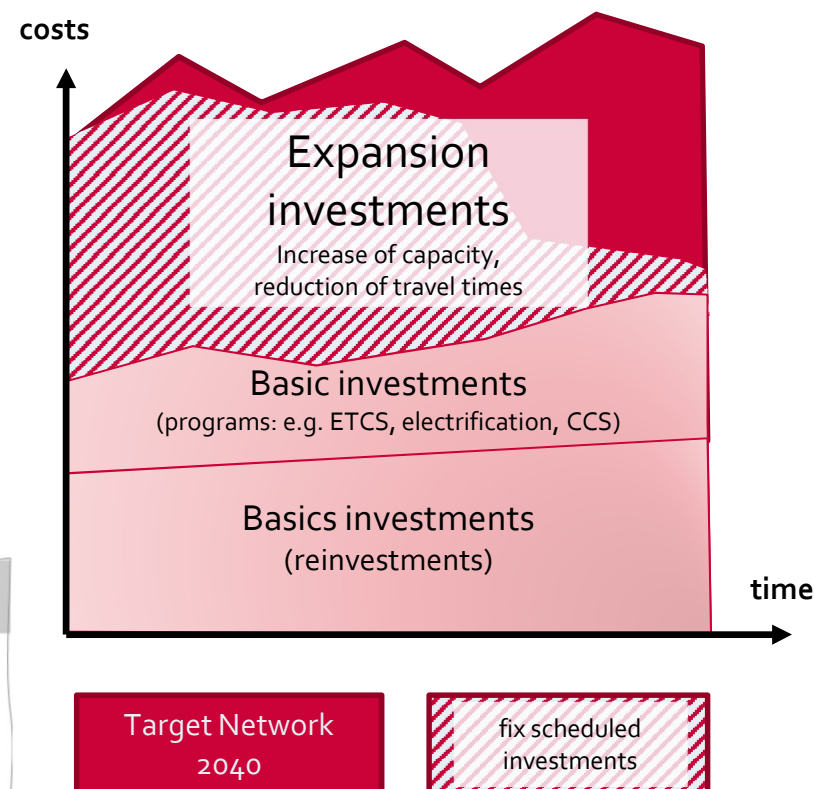 costs
Expansion
investments
Increase of capacity,
reduction of travel times
Basic investments
(programs: e.g. ETCS, electrification, CCS)
Basics investments
(reinvestments)
time
Target Network
2040
fix scheduled
investments